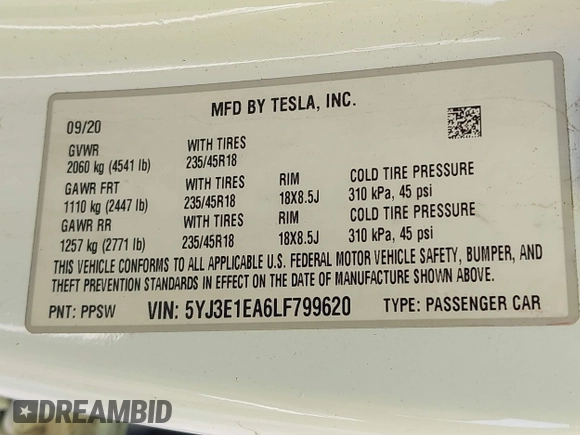 MFD BY TESLA, INC.
09/20
GVWR WITH TIRES
2060 kg (4541 lb) 235/45R18
GAWR FRT WITH TIRES RIM COLD TIRE PRESSURE
1110 kg (2447 lb) 235/45R18 18X8.5J 310 kPa, 45 psi
GAWR RR WITH TIRES RIM COLD TIRE PRESSURE
1257 kg (2771 lb) 235/45R18 18X8.5J 310 kPa, 45 psi
THIS VEHICLE CONFORMS TO ALL APPLICABLE U.S. FEDERAL MOTOR VEHICLE SAFETY, BUMPER, AND
THEFT PREVENTION STANDARDS IN EFFECT ON THE DATE OF MANUFACTURE SHOWN ABOVE.
PNT: PPSW VIN: 5YJ3E1EA6LF799620 TYPE: PASSENGER CAR
DREAMBID